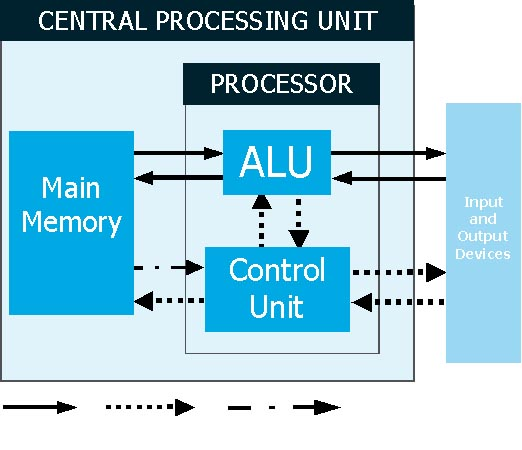 CENTRAL PROCESSING UNIT
PROCESSOR
ALU
Main
Memory
Input
and
Output
Devices
Control
Unit